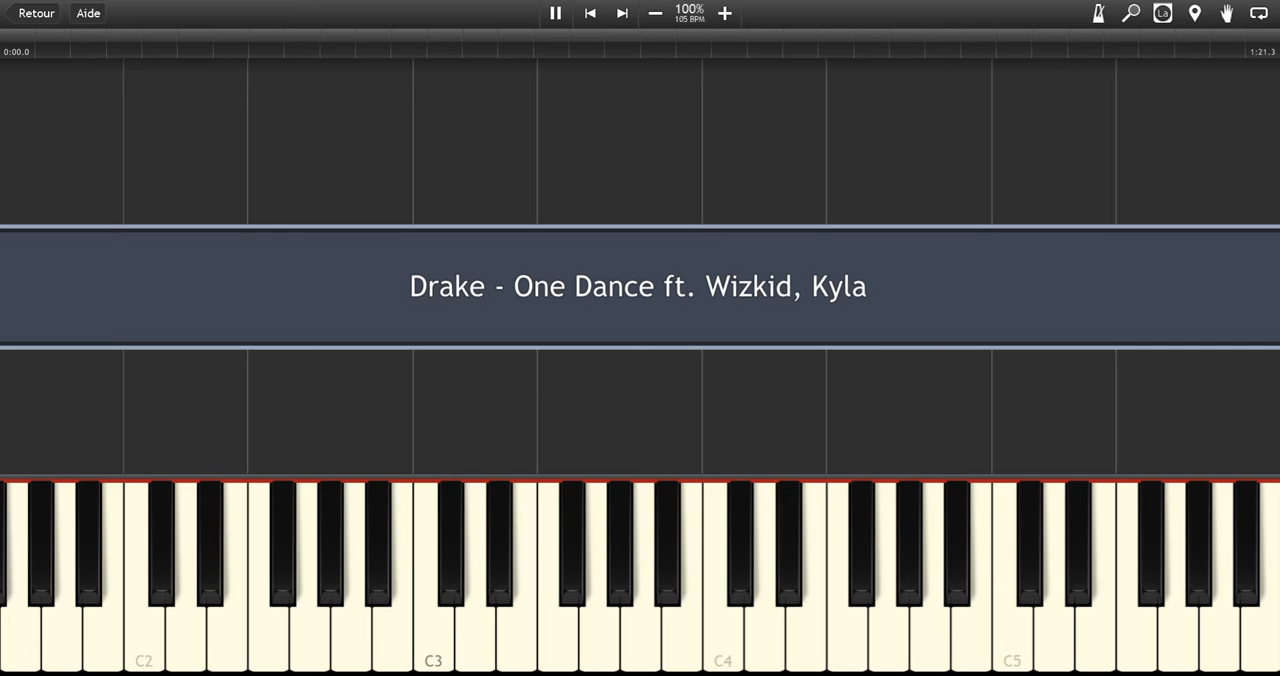 Retour Aide 100% La
105 BPM
0:00.0 1:21.3
Drake - One Dance ft. Wizkid, Kyla
C2 C3 C4 C5